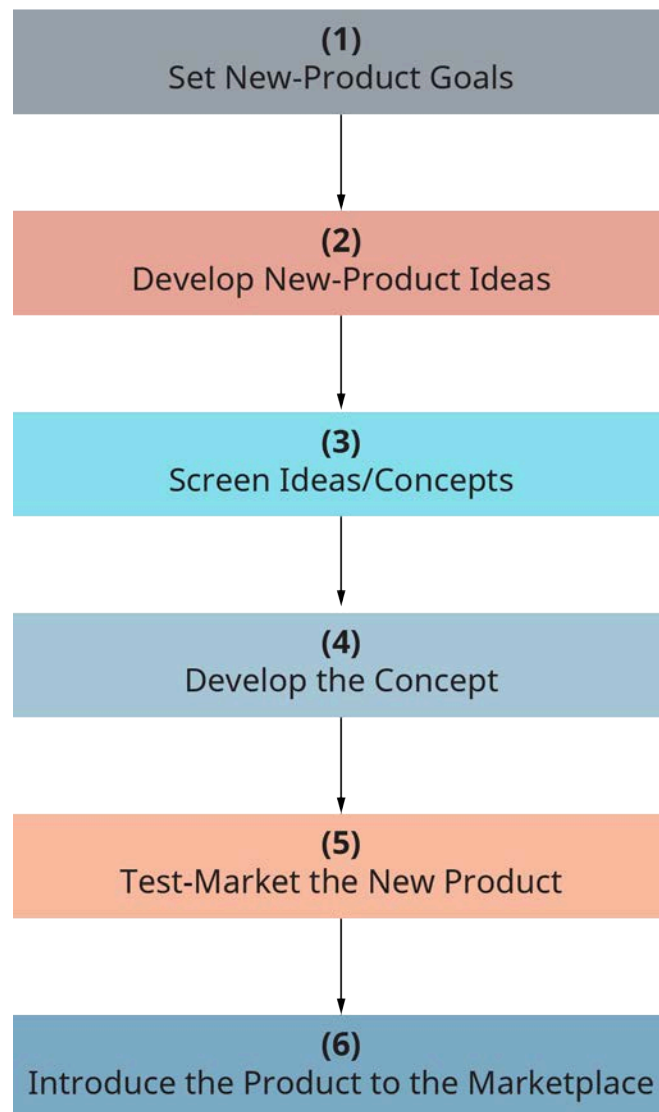 (1)
Set New-Product Goals
(2)
Develop New-Product Ideas
(3)
Screen Ideas/Concepts
(4)
Develop the Concept
(5)
Test-Market the New Product
(6)
Introduce the Product to the Marketplace